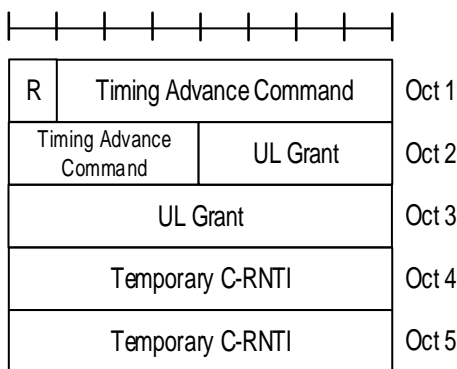 R Timing Advance Command Oct 1
Timing Advance
Command
UL Grant Oct 2
UL Grant Oct 3
Temporary C-RNTI Oct 4
Temporary C-RNTI Oct 5